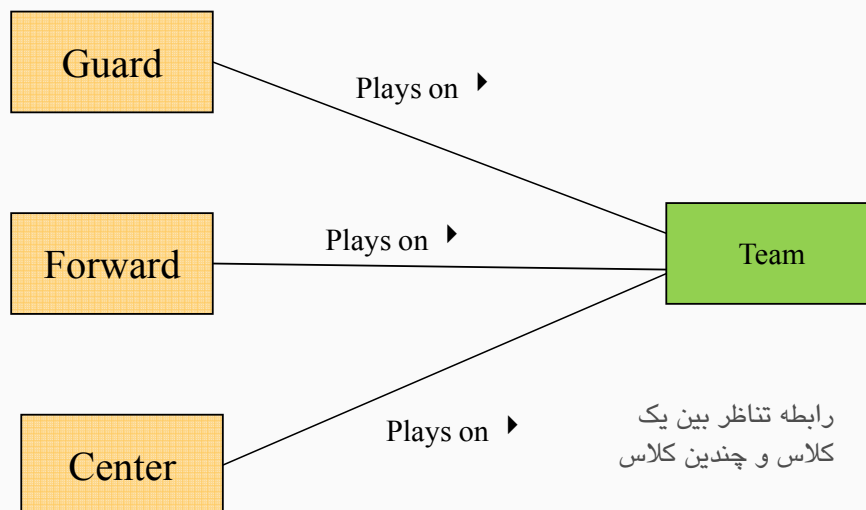 Guard
Plays on
Forward
Plays on
Team
Center
Plays on
رابطه تناظر بین یک
کلاس و چندین کلاس